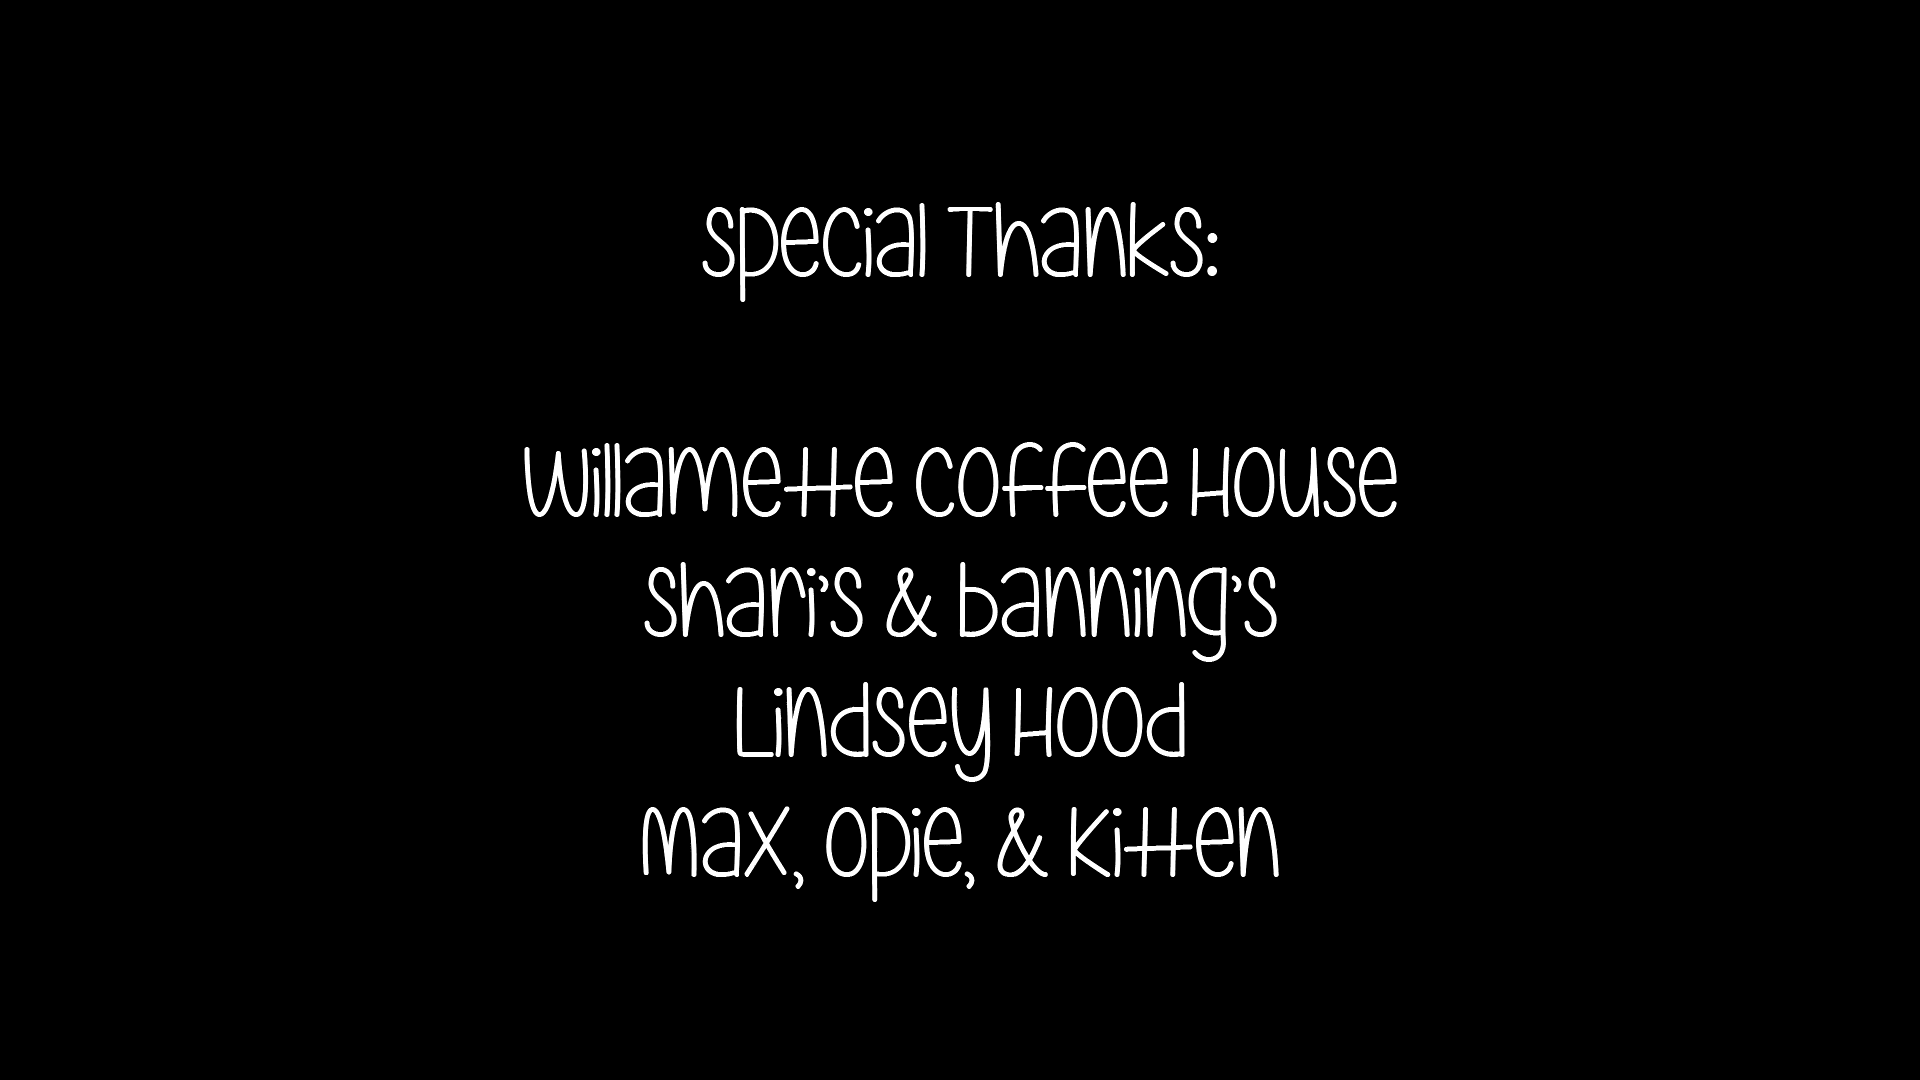 Special Thanks:
Willamette Coffee House
Shari's & Banning's
Lindsey Hood
Max, Opie, & Kitten